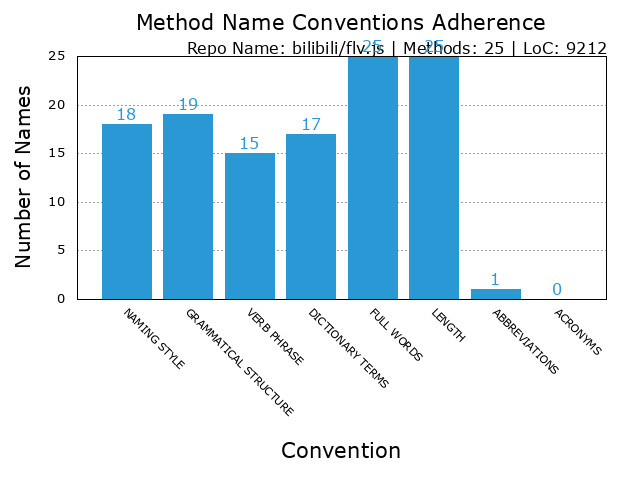 Method Name Conventions Adherence
Repo Name: bilibili/flv.js | Methods: 25 | LoC: 9212
25
20
15
10
5
0
Number of Names
18
19
15
17
25
25
1
0
NAMING STYLE
GRAMMATICAL STRUCTURE
VERB PHRASE
DICTIONARY TERMS
FULL WORDS
LENGTH
ABBREVIATIONS
ACRONYMS
Convention